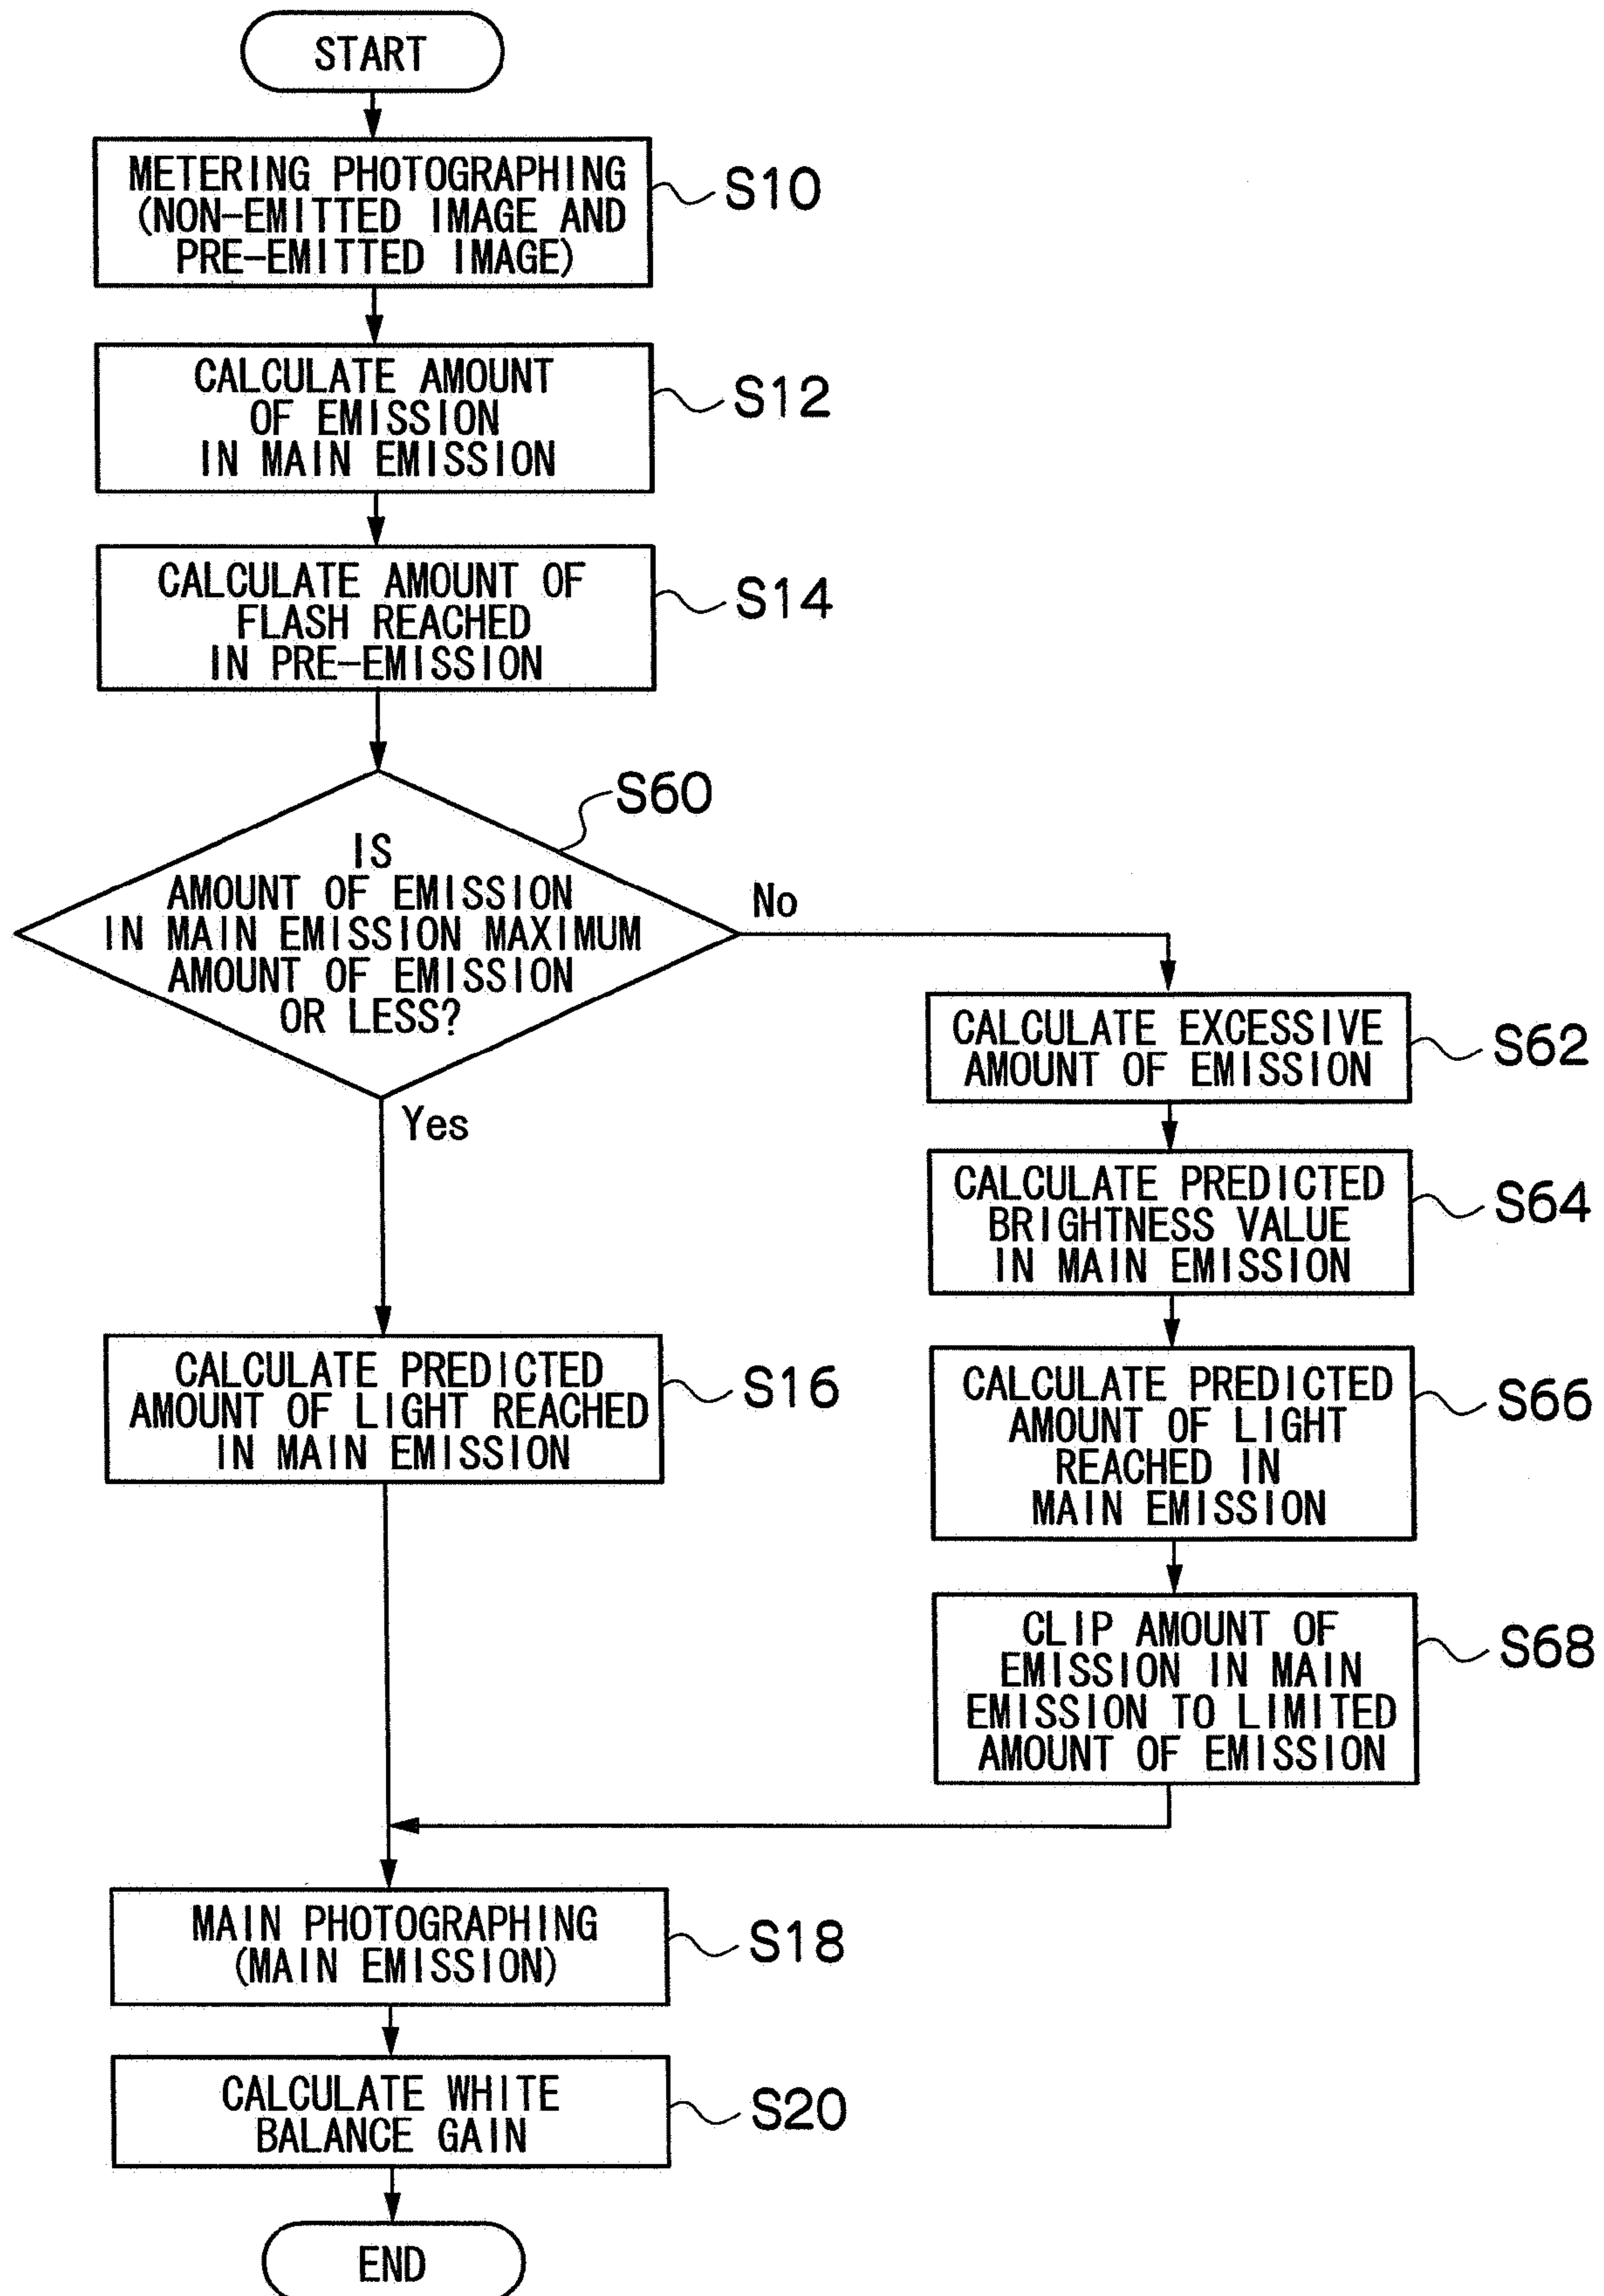 START
METERING PHOTOGRAPHING
(NON-EMITTED IMAGE AND
PRE-EMITTED IMAGE)
S10
CALCULATE AMOUNT
OF EMISSION
IN MAIN EMISSION
S12
CALCULATE AMOUNT OF
FLASH REACHED
IN PRE-EMISSION
S14
S60
IS
AMOUNT OF EMISSION
IN MAIN EMISSION MAXIMUM
AMOUNT OF EMISSION
OR LESS?
No
Yes
CALCULATE EXCESSIVE
AMOUNT OF EMISSION
S62
CALCULATE PREDICTED
BRIGHTNESS VALUE
IN MAIN EMISSION
S64
CALCULATE PREDICTED
AMOUNT OF LIGHT REACHED
IN MAIN EMISSION
S16
CALCULATE PREDICTED
AMOUNT OF LIGHT
REACHED IN
MAIN EMISSION
S66
CLIP AMOUNT OF
EMISSION IN MAIN
EMISSION TO LIMITED
AMOUNT OF EMISSION
S68
MAIN PHOTOGRAPHING
(MAIN EMISSION)
S18
CALCULATE WHITE
BALANCE GAIN
S20
END